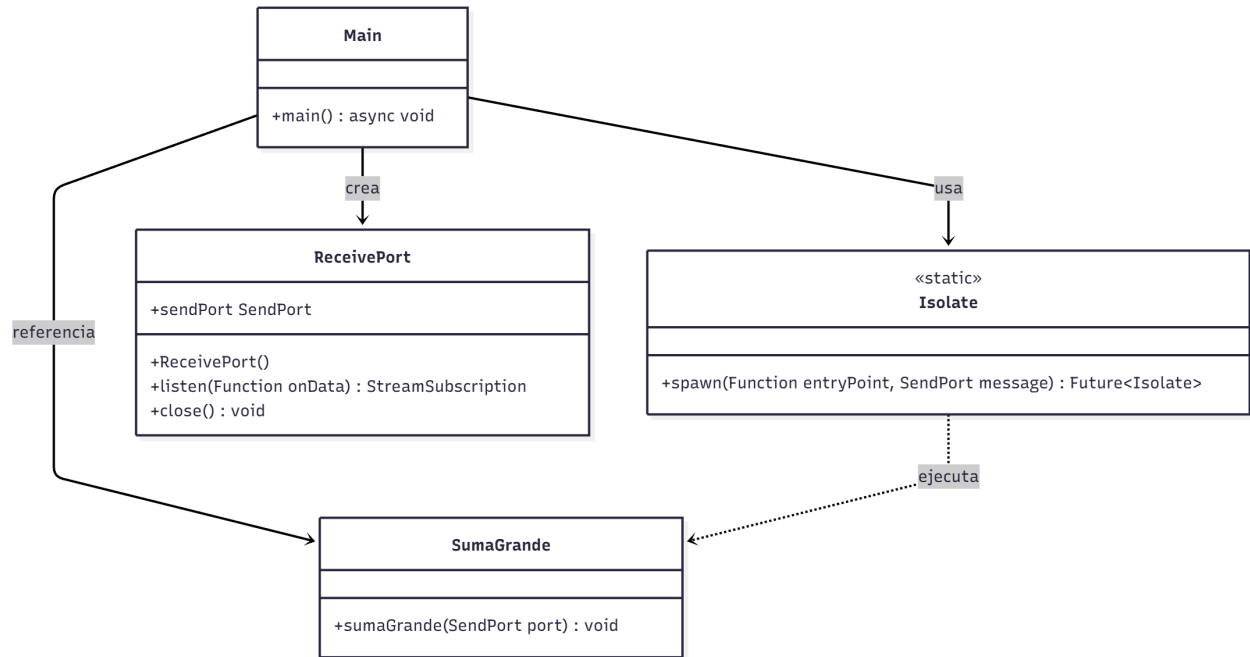 Main
+main() : async void
crea
usa
ReceivePort
+sendPort SendPort
+ReceivePort()
+listen(Function onData) : StreamSubscription
+close() : void
«static»
Isolate
+spawn(Function entryPoint, SendPort message) : Future<Isolate>
referencia
ejecuta
SumaGrande
+sumaGrande(SendPort port) : void